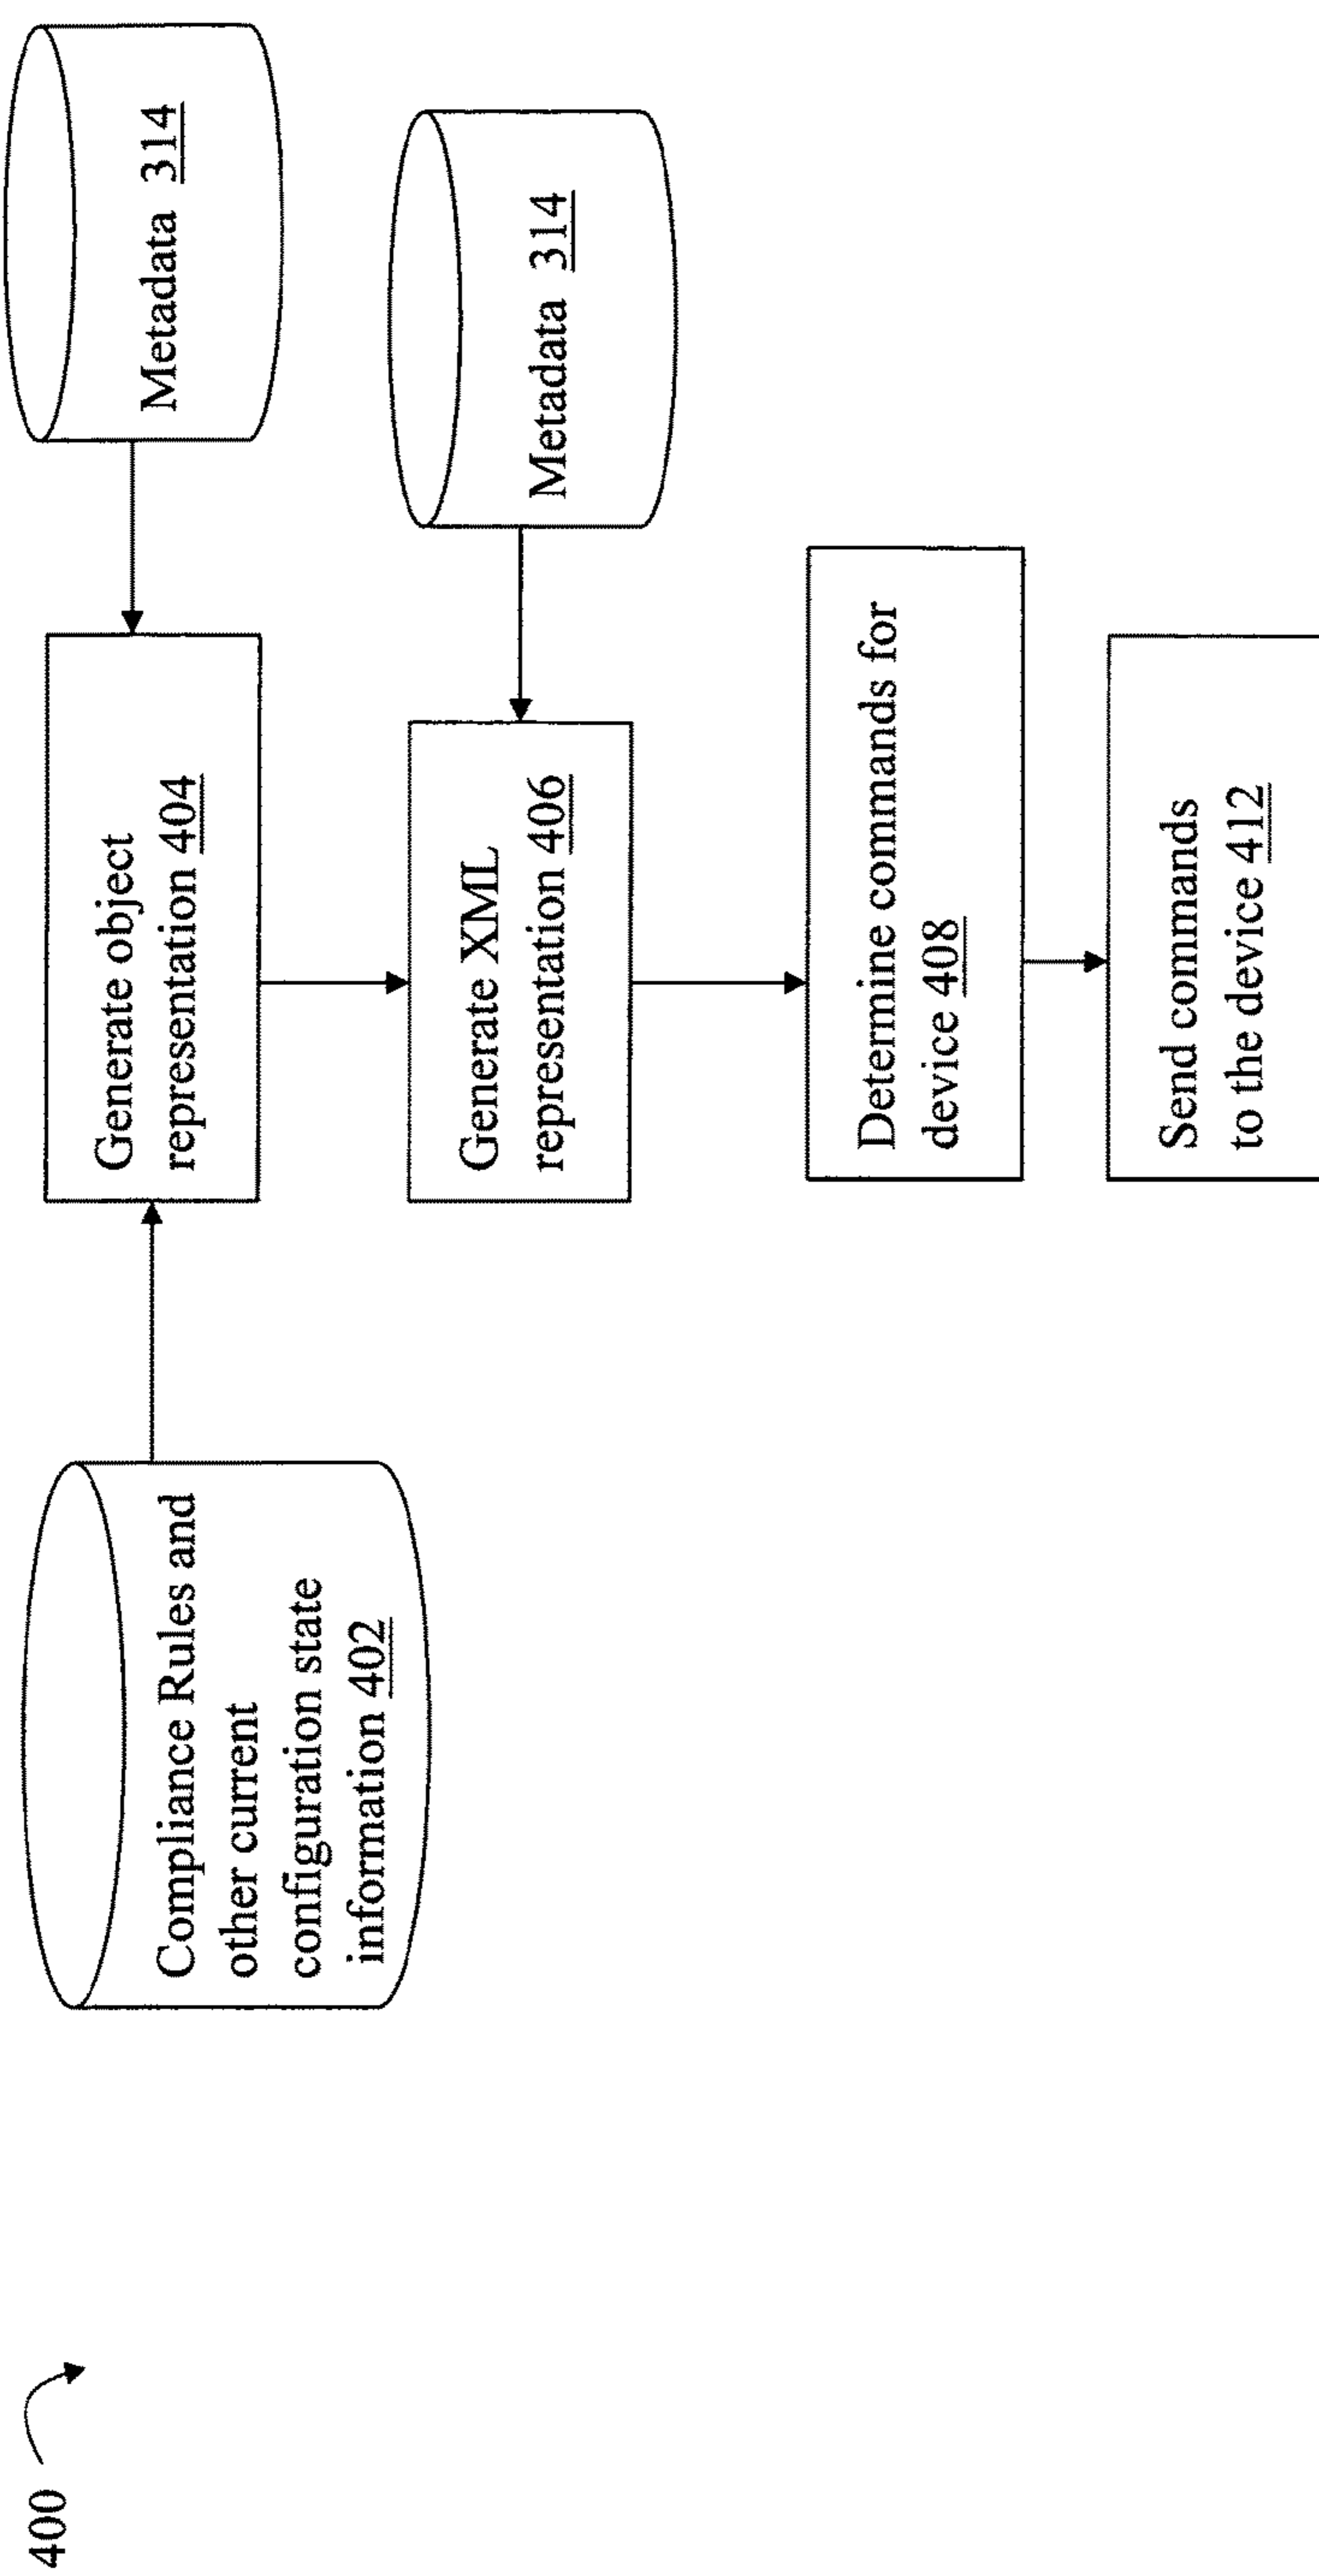 400
Compliance Rules and
other current
configuration state
information 402
Generate object
representation 404
Metadata 314
Generate XML
representation 406
Metadata 314
Determine commands for
device 408
Send commands
to the device 412